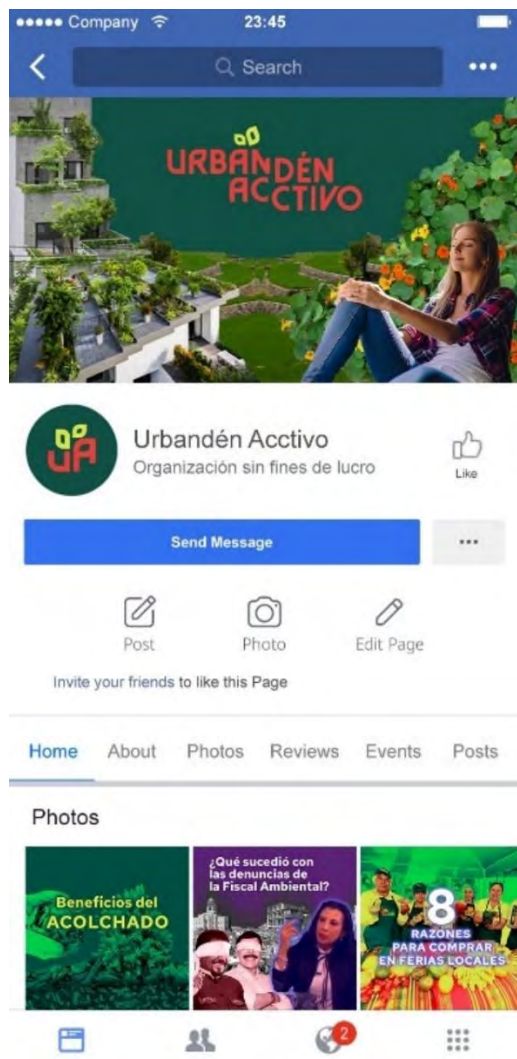 Company
23:45
Search
URBANDÉN
ACCTIVO
UA
Urbandén Acctivo
Organización sin fines de lucro
Like
Send Message
Post
Photo
Edit Page
Invite your friends to like this Page
Home
About
Photos
Reviews
Events
Posts
Photos
Beneficios del
ACOLCHADO
¿Qué sucedió con
las denuncias de
la Fiscal Ambiental?
8
RAZONES
PARA COMPRAR
EN FERIAS LOCALES
2